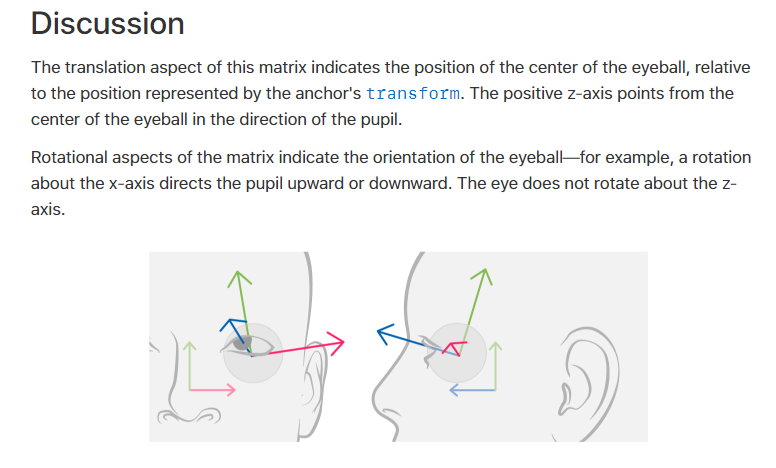 Discussion
The translation aspect of this matrix indicates the position of the center of the eyeball, relative
to the position represented by the anchor's transform. The positive z-axis points from the
center of the eyeball in the direction of the pupil.
Rotational aspects of the matrix indicate the orientation of the eyeball—for example, a rotation
about the x-axis directs the pupil upward or downward. The eye does not rotate about the z-
axis.